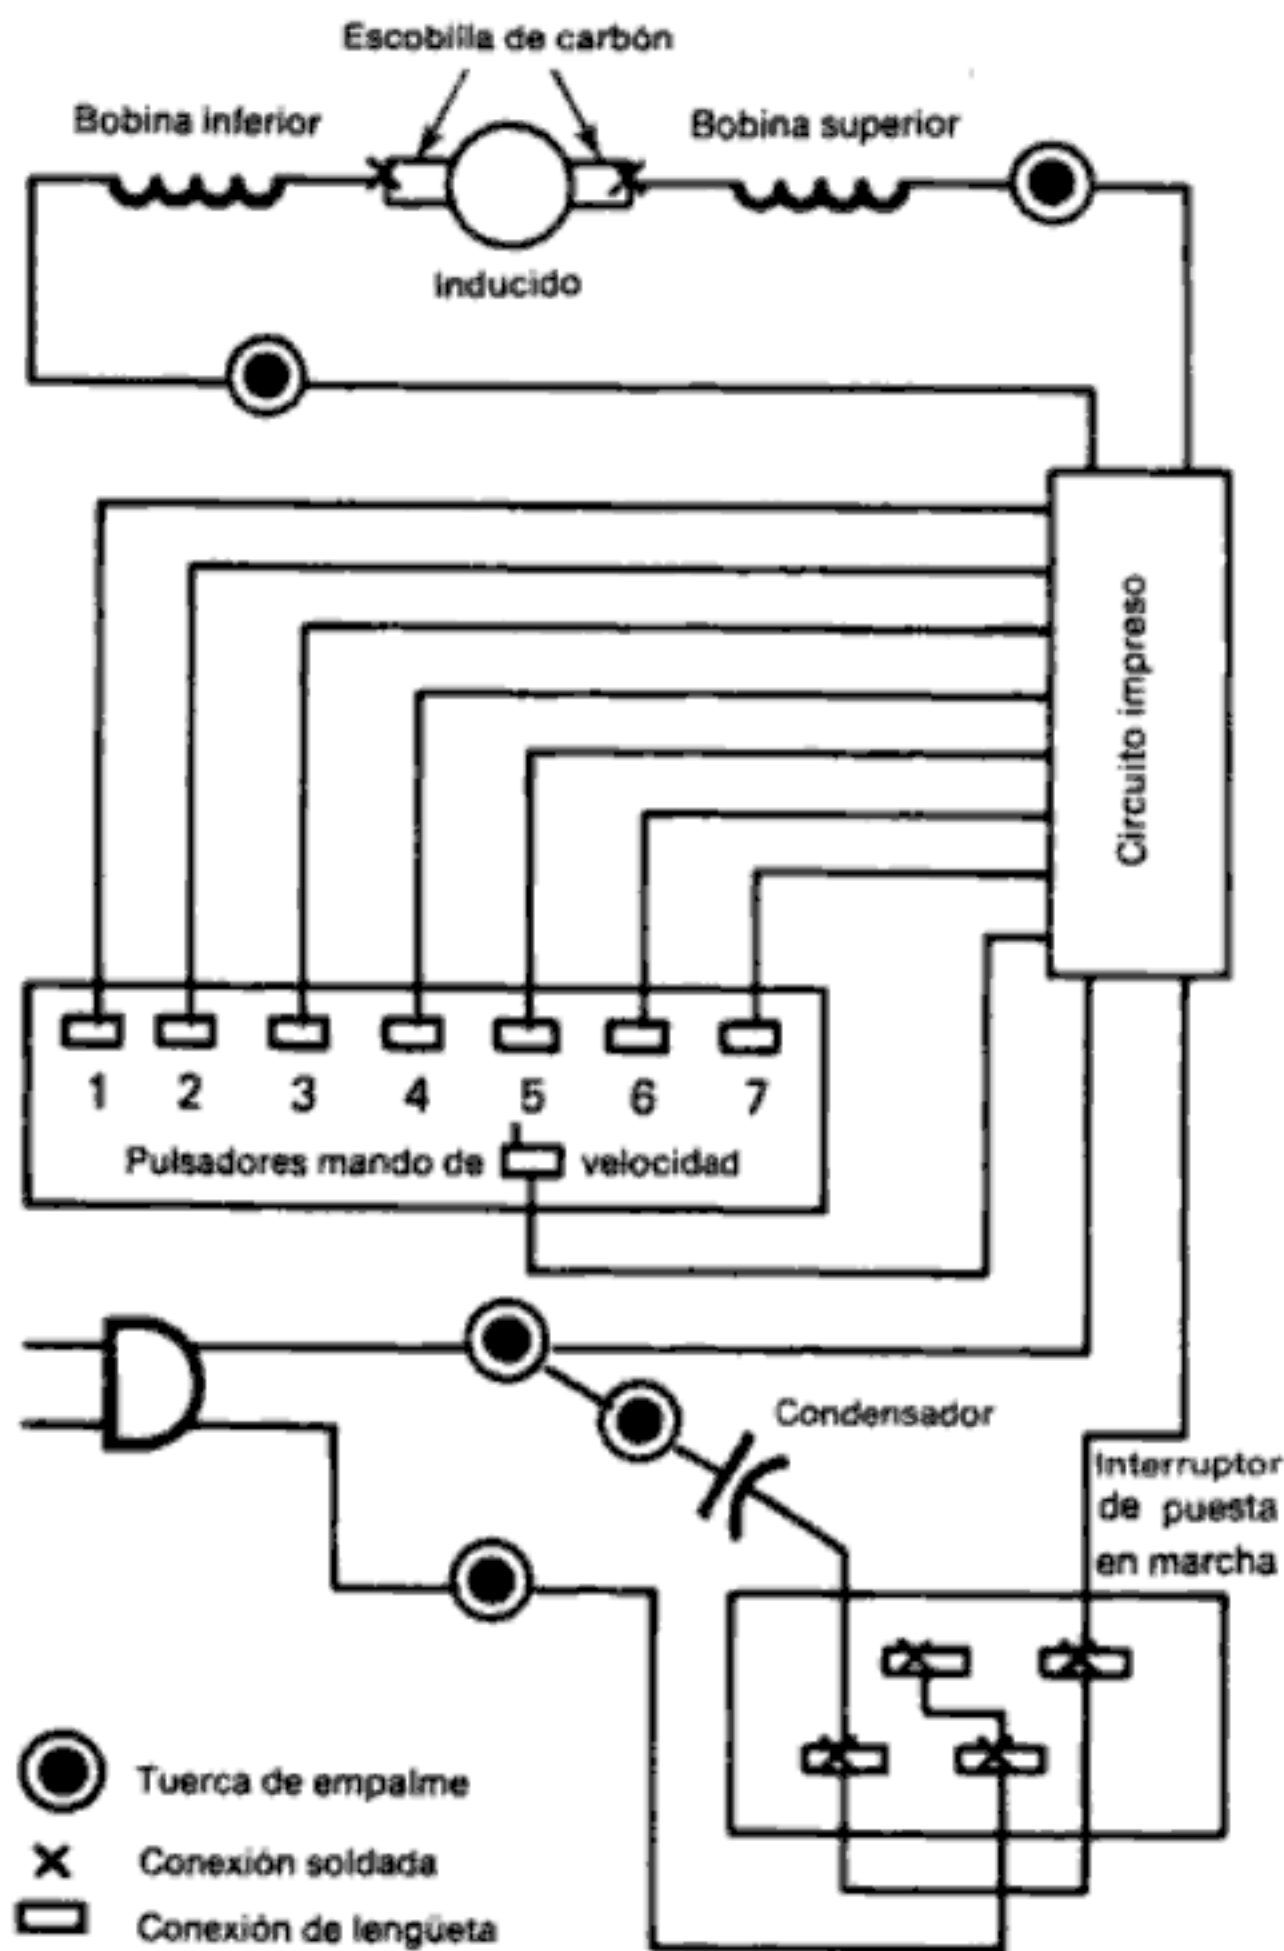 Escobilla de carbón
Bobina inferior
Bobina superior
Inducido
Circuito impreso
1 2 3 4 5 6 7
Pulsadores mando de velocidad
Condensador
Interruptor
de puesta
en marcha
Tuerca de empalme
Conexión soldada
Conexión de lengüeta